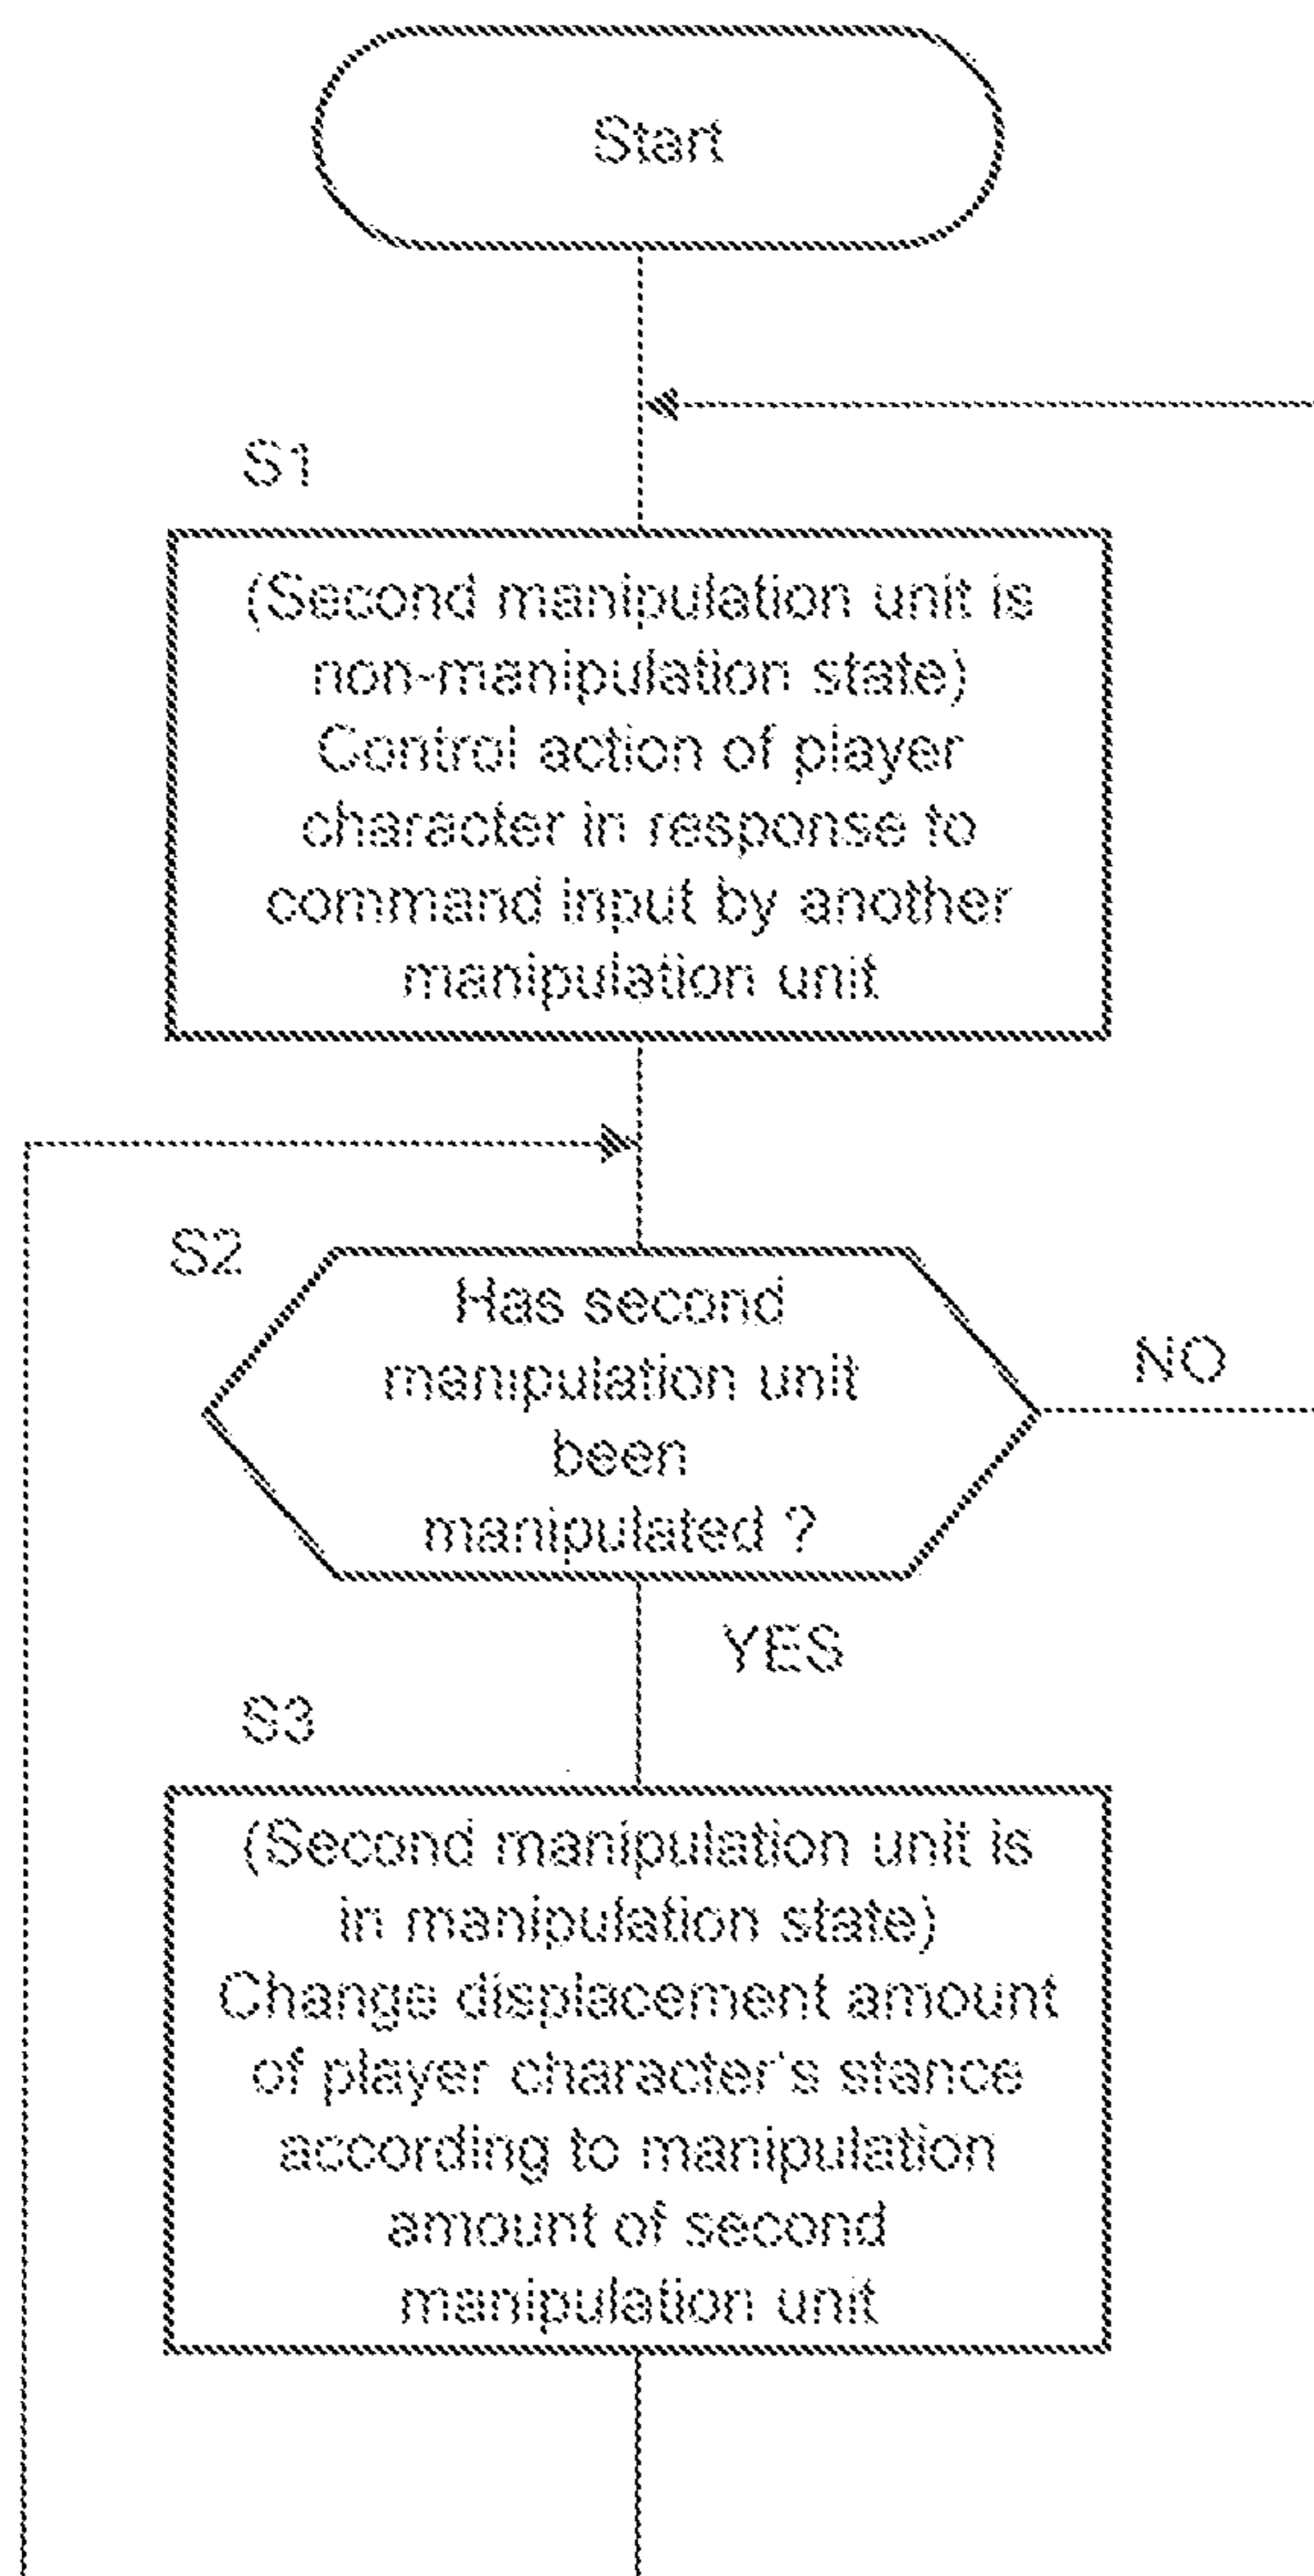 Start
S1
(Second manipulation unit is
non-manipulation state)
Control action of player
character in response to
command input by another
manipulation unit
S2
Has second
manipulation unit
been
manipulated ?
NO
YES
S3
(Second manipulation unit is
in manipulation state)
Change displacement amount
of player character's stance
according to manipulation
amount of second
manipulation unit